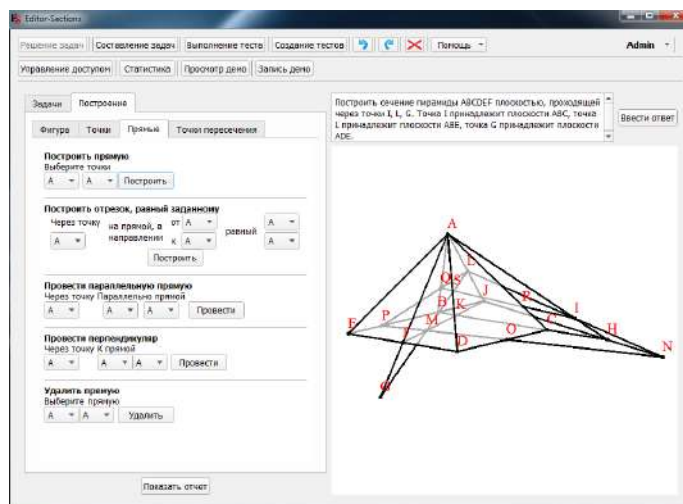 Editor-Sections
Решение задач Составление задач Выполнение теста Создание тестов Помощь Admin
Управление доступом Статистика Просмотр демо Запись демо
Задачи Построение
Фигура Точки Прямые Точки пересечения
Построить сечение пирамиды ABCDEF плоскостью, проходящей
через точки I, L, G. Точка I принадлежит плоскости ABC, точка
L принадлежит плоскости ABE, точка G принадлежит плоскости
ADE.
Ввести ответ
Построить прямую
Выберите точки
A A Построить
Построить отрезок, равный заданному
Через точку на прямой, в направлении от A равный A
A к A A
Построить
Провести параллельную прямую
Через точку Параллельно прямой
A A A Провести
Провести перпендикуляр
Через точку К прямой
A A A Провести
Удалить прямую
Выберите прямую
A A Удалить
Показать отчет
A
L
Q S
J
B K R I
E P M C H
F D O N
G